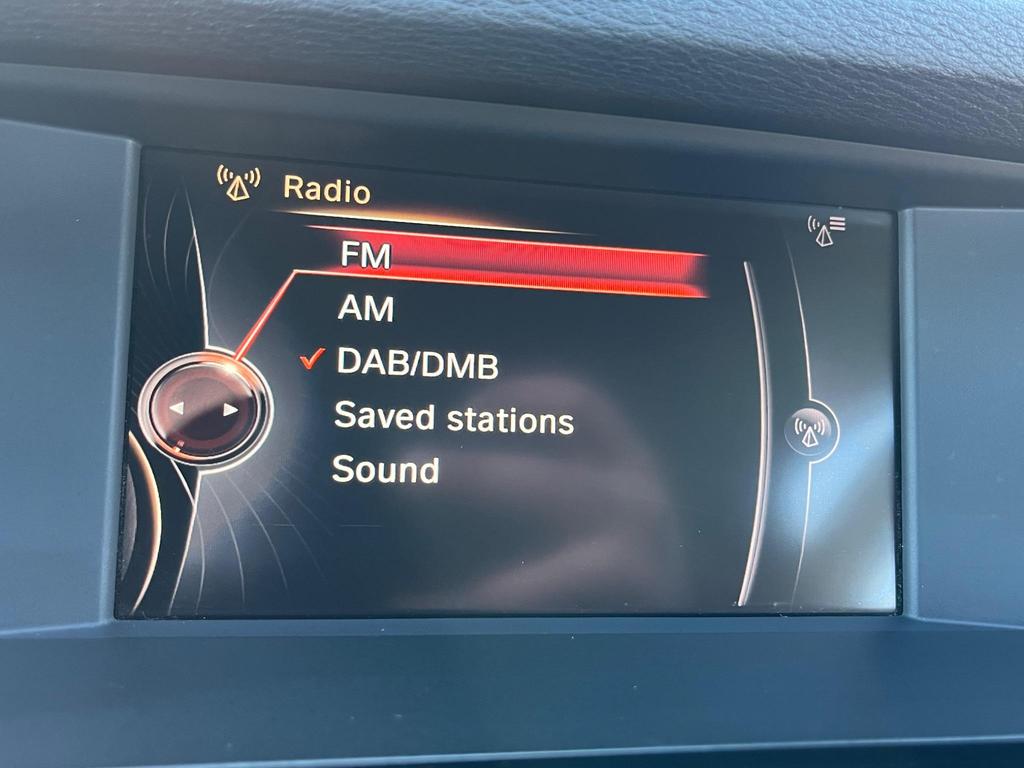 Radio
FM
AM
DAB/DMB
Saved stations
Sound